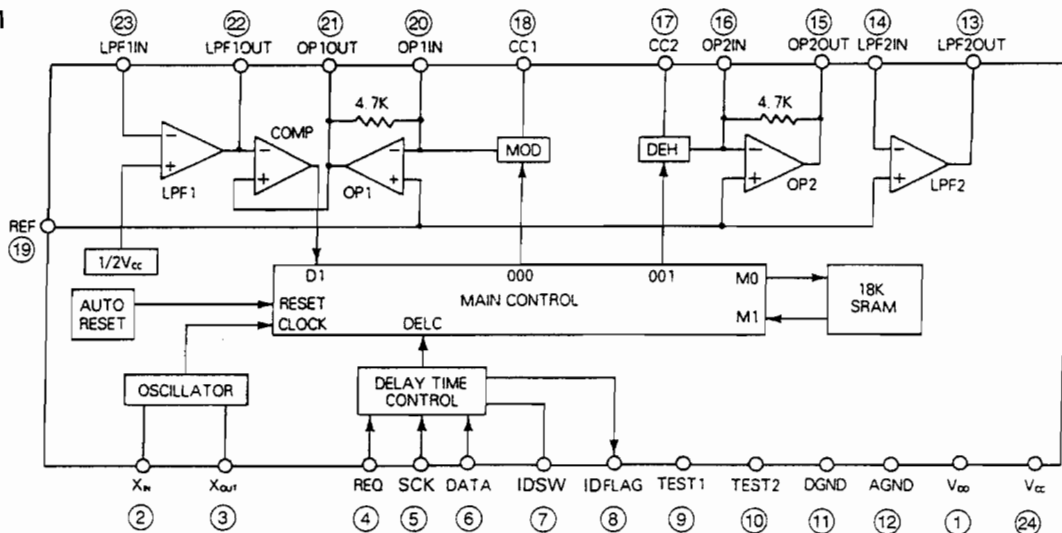 ㉓ ㉒ ㉑ ⑳ ⑱ ⑰ ⑯ ⑮ ⑭ ⑬
LPF1IN LPF1OUT OP1OUT OP1IN CC1 CC2 OP2IN OP2OUT LPF2IN LPF2OUT
4.7K 4.7K
COMP
MOD DEH
LPF1 OP1 OP2 LPF2
REF
⑲
1/2Vcc
D1 000 001 M0
MAIN CONTROL
AUTO
RESET
RESET
CLOCK DELC M1
18K
SRAM
OSCILLATOR
DELAY TIME
CONTROL
XIN XOUT REQ SCK DATA IDSW IDFLAG TEST1 TEST2 DGND AGND VDD Vcc
② ③ ④ ⑤ ⑥ ⑦ ⑧ ⑨ ⑩ ⑪ ⑫ ① ㉔